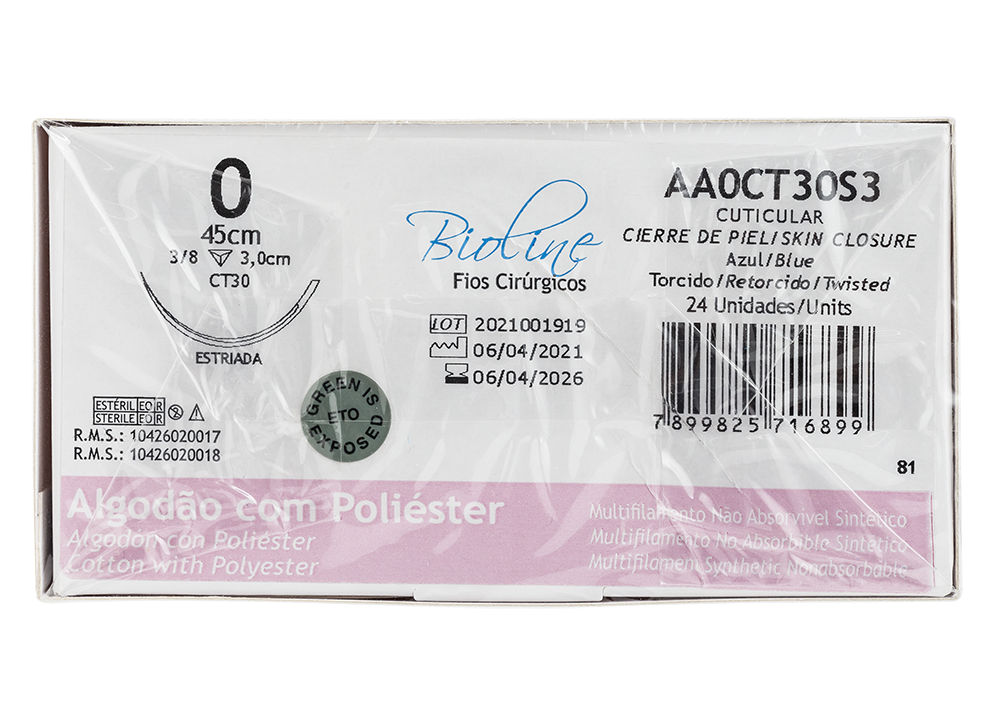 0
45cm
3/8 3,0cm
CT30
ESTRIADA
ESTÉRIL EO R
STERILE EO R
R.M.S.: 10426020017
R.M.S.: 10426020018
GREEN IS
ETO
EXPOSED
Bioline
Fios Cirúrgicos
LOT 2021001919
06/04/2021
06/04/2026
AA0CT30S3
CUTICULAR
CIERRE DE PIEL/SKIN CLOSURE
Azul/Blue
Torcido/Retorcido/Twisted
24 Unidades/Units
7 899825 716899
81
Algodão com Poliéster
Algodón con Poliéster
Cotton with Polyester
Multifilamento Não Absorvivel Sintético
Multifilamento No Absorbible Sintético
Multifilament Synthetic Nonabsorbable